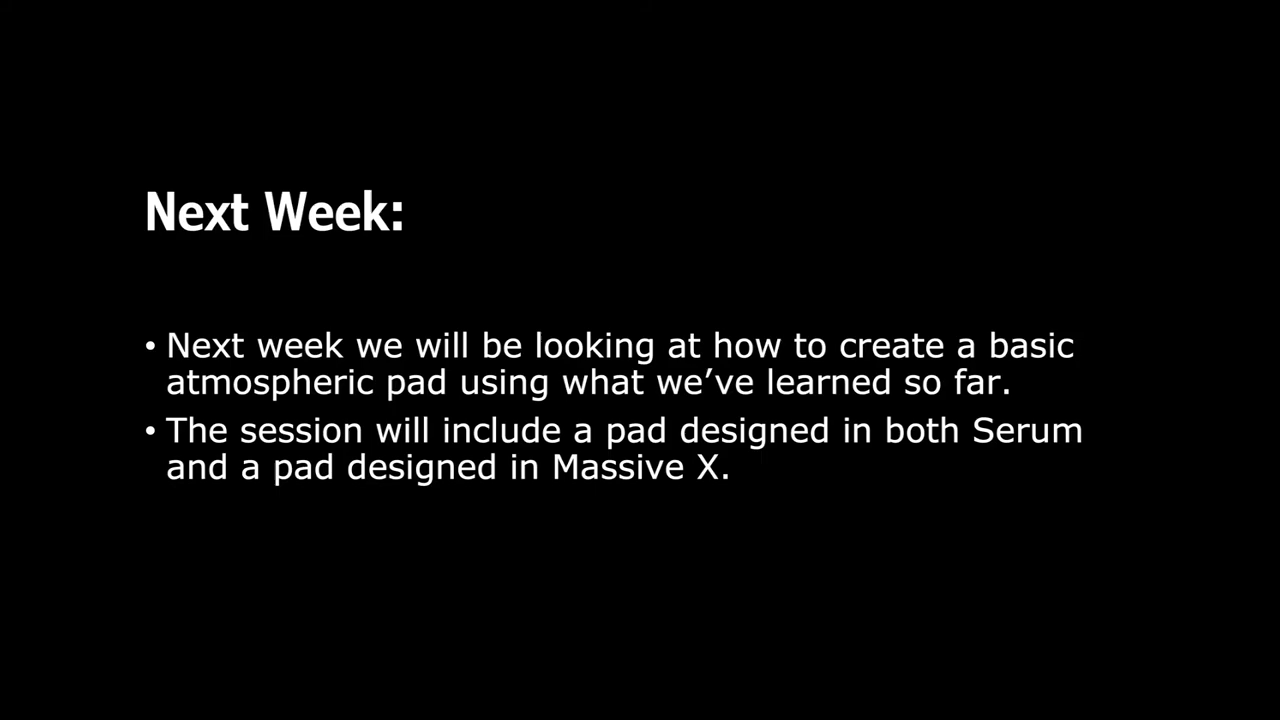 Next Week:
• Next week we will be looking at how to create a basic
atmospheric pad using what we’ve learned so far.
• The session will include a pad designed in both Serum
and a pad designed in Massive X.